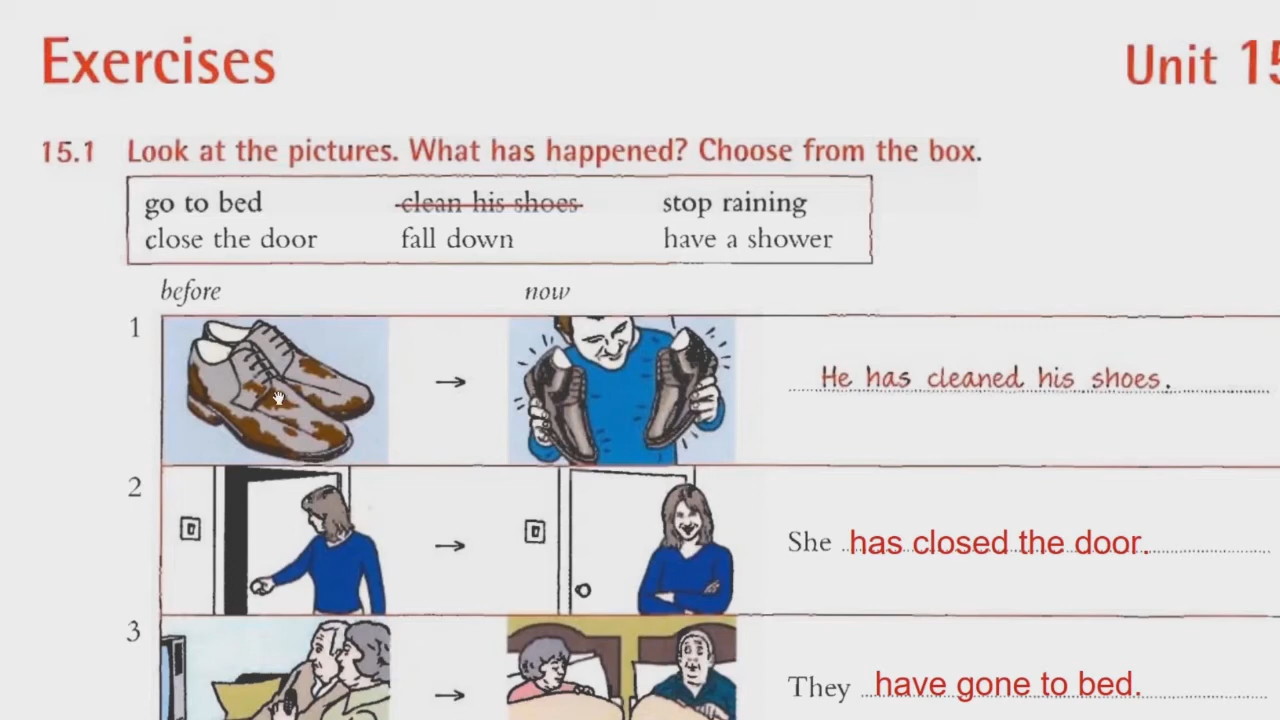 Exercises
Unit 15
15.1 Look at the pictures. What has happened? Choose from the box.
go to bed clean his shoes stop raining
close the door fall down have a shower
before now
1 He has cleaned his shoes.
2 She has closed the door.
3 They have gone to bed.